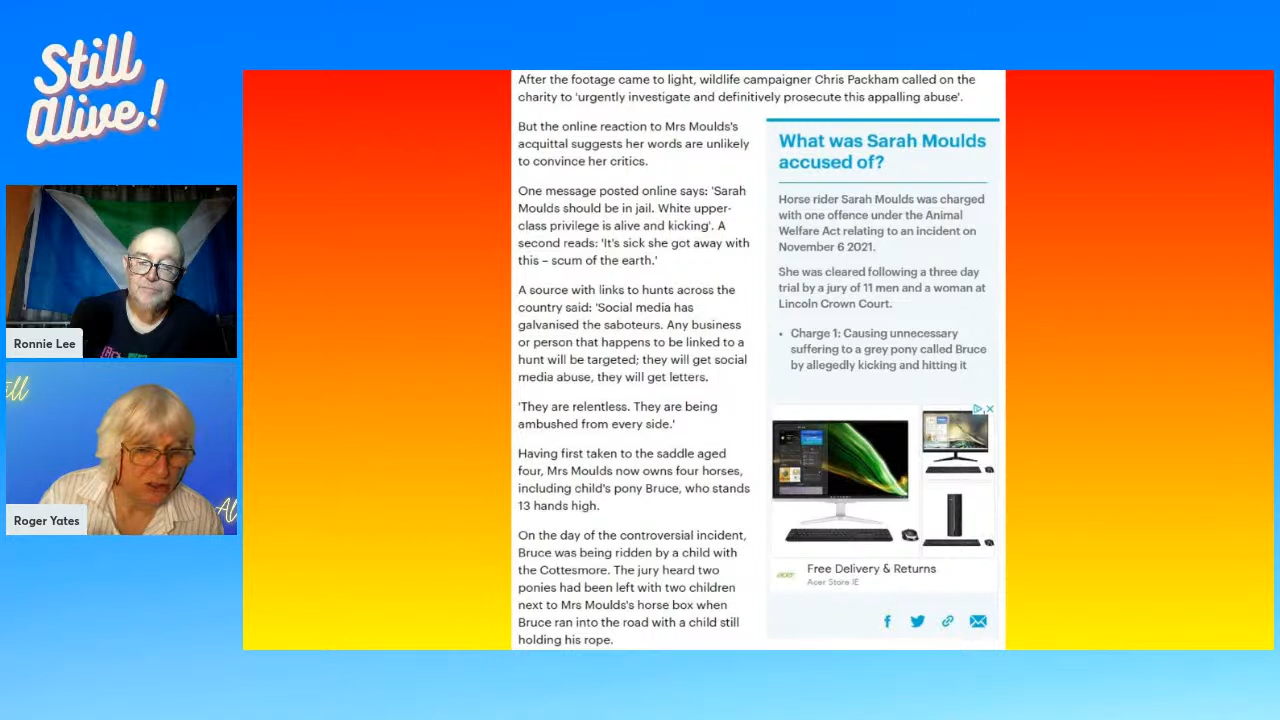 Still
Alive!
Ronnie Lee
Roger Yates
After the footage came to light, wildlife campaigner Chris Packham called on the
charity to 'urgently investigate and definitively prosecute this appalling abuse'.
But the online reaction to Mrs Moulds's
acquittal suggests her words are unlikely
to convince her critics.
One message posted online says: 'Sarah
Moulds should be in jail. White upper-
class privilege is alive and kicking'. A
second reads: 'It's sick she got away with
this – scum of the earth.'
A source with links to hunts across the
country said: 'Social media has
galvanised the saboteurs. Any business
or person that happens to be linked to a
hunt will be targeted; they will get social
media abuse, they will get letters.
'They are relentless. They are being
ambushed from every side.'
Having first taken to the saddle aged
four, Mrs Moulds now owns four horses,
including child's pony Bruce, who stands
13 hands high.
On the day of the controversial incident,
Bruce was being ridden by a child with
the Cottesmore. The jury heard two
ponies had been left with two children
next to Mrs Moulds's horse box when
Bruce ran into the road with a child still
holding his rope.
What was Sarah Moulds
accused of?
Horse rider Sarah Moulds was charged
with one offence under the Animal
Welfare Act relating to an incident on
November 6 2021.
She was cleared following a three day
trial by a jury of 11 men and a woman at
Lincoln Crown Court.
• Charge 1: Causing unnecessary
suffering to a grey pony called Bruce
by allegedly kicking and hitting it
acer
Free Delivery & Returns
Acer Store IE